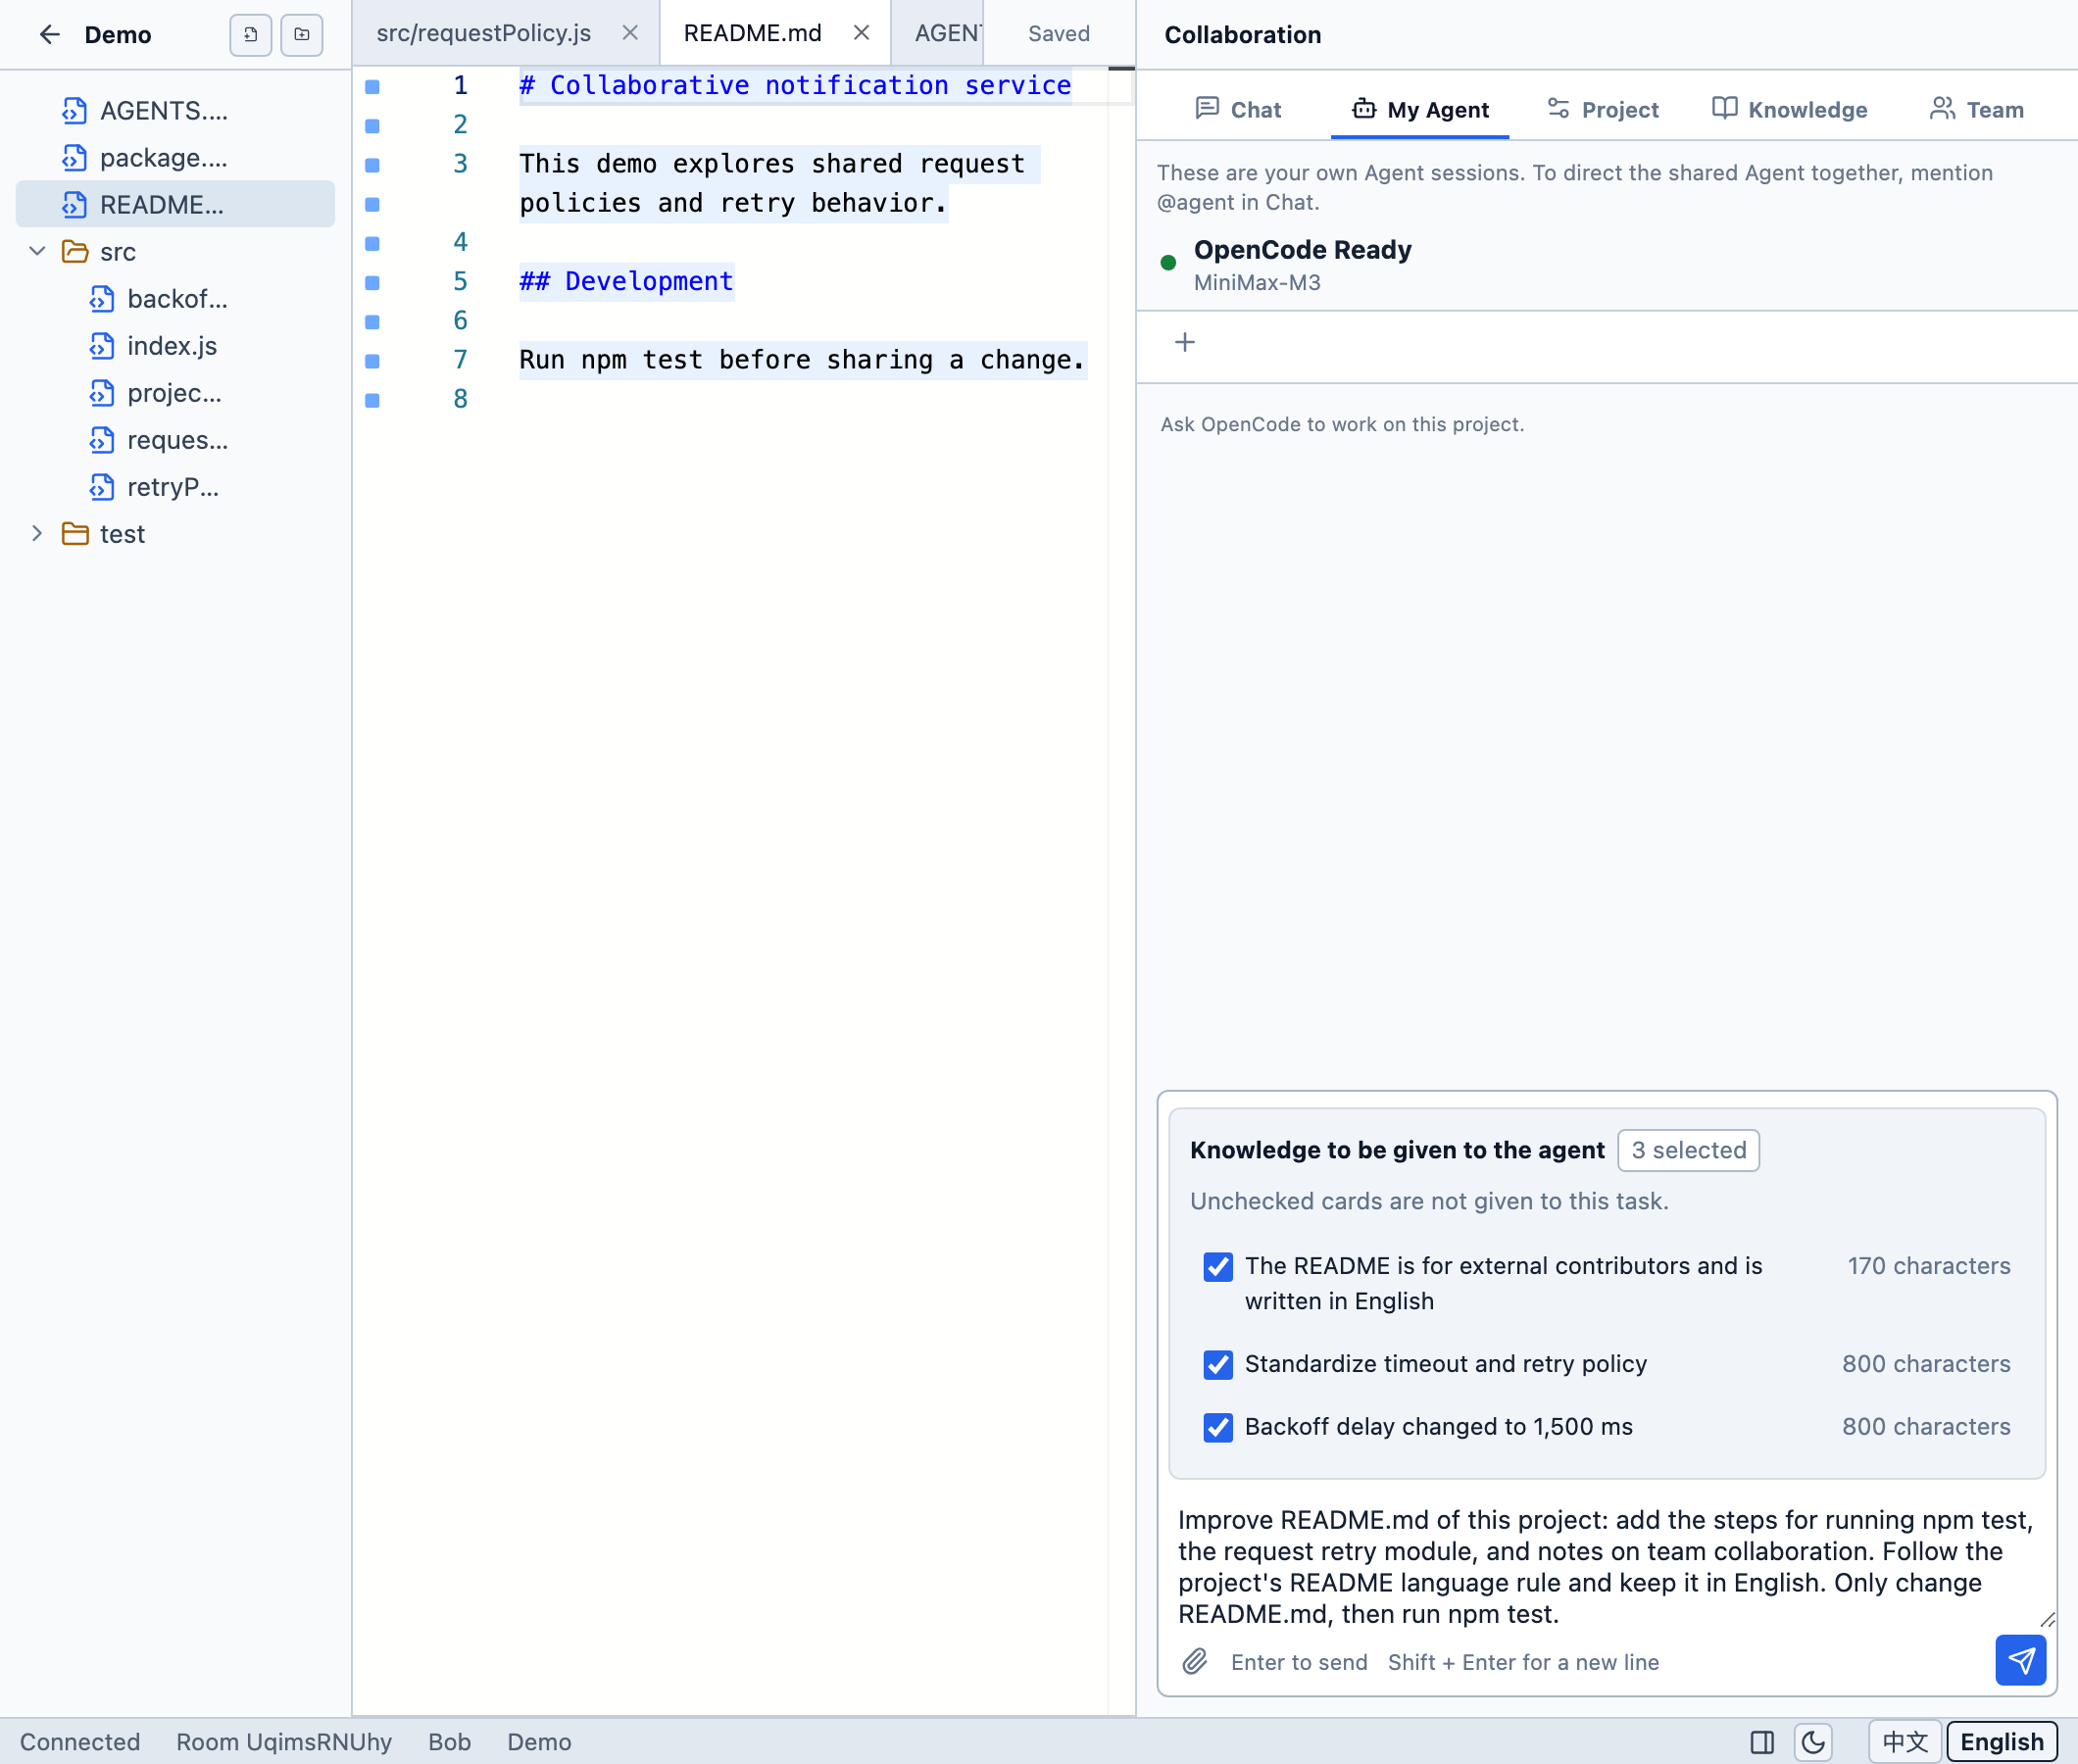 Demo
src/requestPolicy.js
README.md
AGEN
Saved
Collaboration
AGENTS....
package....
README...
src
backof...
index.js
projec...
reques...
retryP...
test
1 # Collaborative notification service
2
3 This demo explores shared request
policies and retry behavior.
4
5 ## Development
6
7 Run npm test before sharing a change.
8
Chat
My Agent
Project
Knowledge
Team
These are your own Agent sessions. To direct the shared Agent together, mention
@agent in Chat.
OpenCode Ready
MiniMax-M3
Ask OpenCode to work on this project.
Knowledge to be given to the agent 3 selected
Unchecked cards are not given to this task.
The README is for external contributors and is 170 characters
written in English
Standardize timeout and retry policy 800 characters
Backoff delay changed to 1,500 ms 800 characters
Improve README.md of this project: add the steps for running npm test,
the request retry module, and notes on team collaboration. Follow the
project's README language rule and keep it in English. Only change
README.md, then run npm test.
Enter to send Shift + Enter for a new line
Connected Room UqimsRNUhy Bob Demo 中文 English